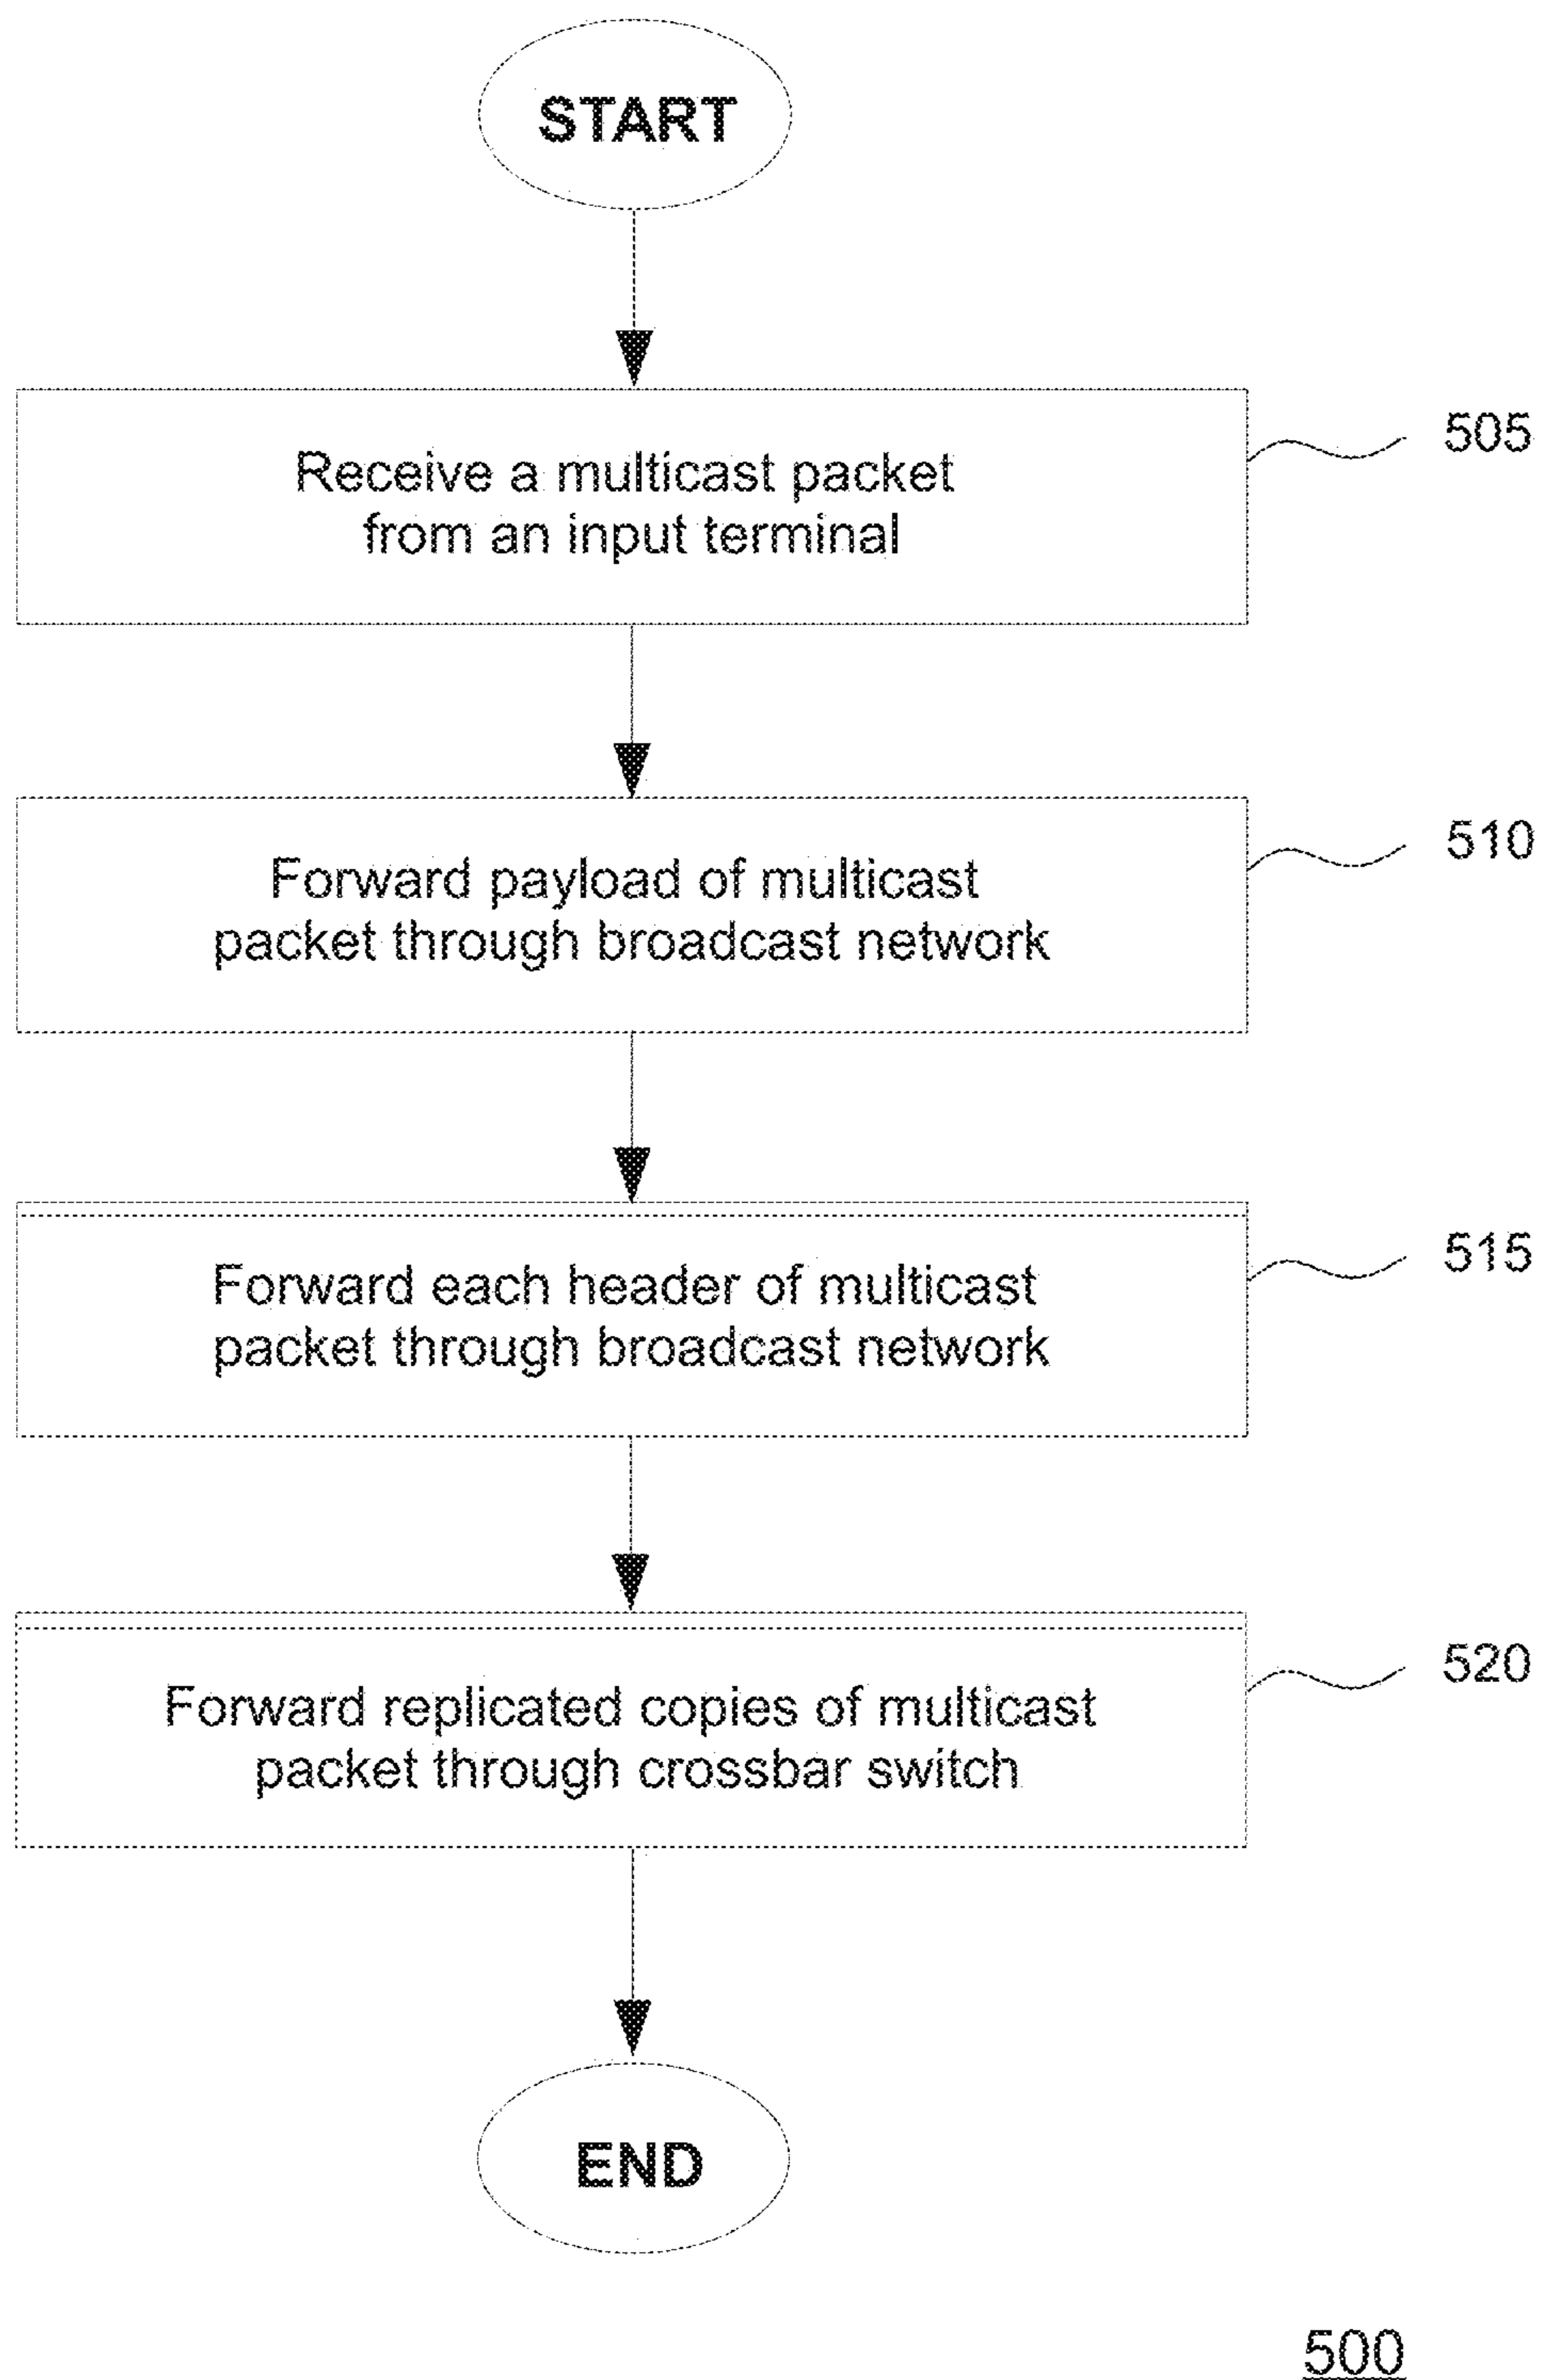 START
Receive a multicast packet
from an input terminal
505
Forward payload of multicast
packet through broadcast network
510
Forward each header of multicast
packet through broadcast network
515
Forward replicated copies of multicast
packet through crossbar switch
520
END
500